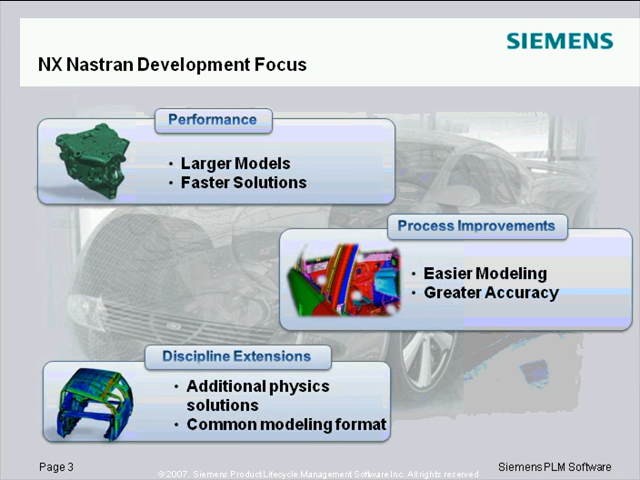 SIEMENS
NX Nastran Development Focus
Performance
• Larger Models
• Faster Solutions
Process Improvements
• Easier Modeling
• Greater Accuracy
Discipline Extensions
• Additional physics
solutions
• Common modeling format
Page 3
© 2007. Siemens Product Lifecycle Management Software Inc. All rights reserved
Siemens PLM Software